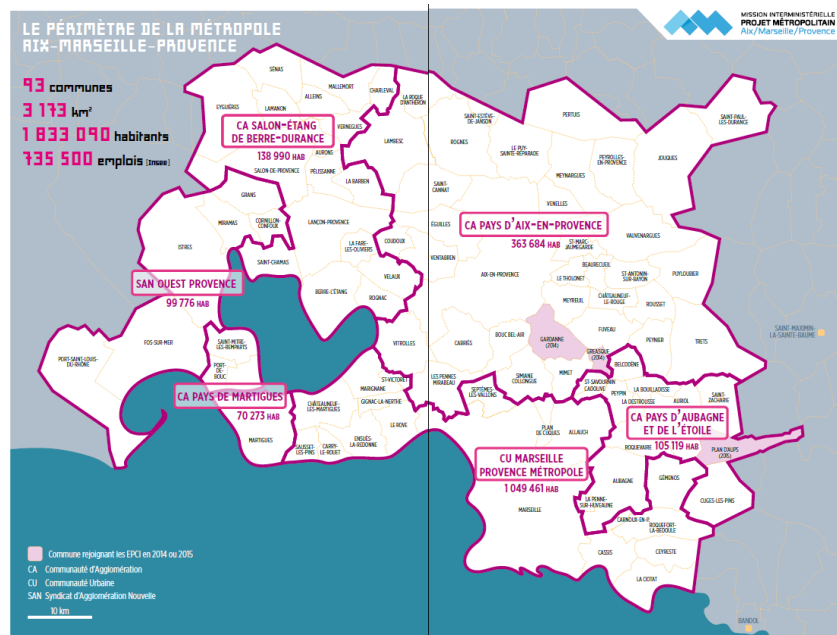 LE PÉRIMÈTRE DE LA MÉTROPOLE
AIX-MARSEILLE-PROVENCE
MISSION INTERMINISTÉRIELLE
PROJET MÉTROPOLITAIN
Aix/Marseille/Provence
93 communes
3 173 km²
1 833 090 habitants
735 500 emplois (Insee)
SÉNAS
MALLEMORT
ALLEINS
CHARLEVAL
LA ROQUE
D'ANTHÉRON
EYGUIÈRES
LAMANON
VERNÈGUES
CA SALON-ÉTANG
DE BERRE-DURANCE
138 990 HAB
AURONS
LAMBESC
SALON-DE-PROVENCE
PÉLISSANNE
LA BARBEN
GRANS
MIRAMAS
CORNILLON-
CONFOUX
LANÇON-PROVENCE
ISTRES
SAINT-CHAMAS
LA FARE-
LES-OLIVIERS
COUDOUX
VELAUX
SAN OUEST PROVENCE
99 776 HAB
BERRE-L'ÉTANG
ROGNAC
FOS-SUR-MER
SAINT-MITRE-
LES-REMPARTS
VITROLLES
PORT-SAINT-LOUIS-
DU-RHÔNE
PORT-
DE-
BOUC
CA PAYS DE MARTIGUES
70 273 HAB
ST-VICTORET
MARIGNANE
CHÂTEAUNEUF-
LES-MARTIGUES
GIGNAC-LA-NERTHE
LE ROVE
MARTIGUES
SAUSSET-
LES-PINS
CARRY-
LE-ROUET
ENSUÈS-
LA-REDONNE
SAINT-ESTÈVE-
DE-JANSON
PERTUIS
SAINT-PAUL-
LES-DURANCE
ROGNES
LE PUY-
SAINTE-RÉPARADE
PEYROLLES-
EN-PROVENCE
JOUQUES
MEYRARGUES
SAINT-
CANNAT
VENELLES
ÉGUILLES
CA PAYS D'AIX-EN-PROVENCE
363 684 HAB
ST-MARC-
JAUMEGARDE
VAUVENARGUES
VENTABREN
AIX-EN-PROVENCE
BEAURECUEIL
LE THOLONET
ST-ANTONIN-
SUR-BAYON
PUYLOUBIER
MEYREUIL
CHÂTEAUNEUF-
LE-ROUGE
ROUSSET
CABRIÈS
BOUC BEL-AIR
GARDANNE
(2014)
FUVEAU
PEYNIER
TRETS
GRÉASQUE
(2014)
BELCODÈNE
SAINT-MAXIMIN-
LA-SAINTE-BAUME
LES PENNES
MIRABEAU
SEPTÈMES-
LES-VALLONS
SIMIANE
COLLONGUE
MIMET
ST-SAVOURNIN
CADOLIVE
PEYPIN
LA BOUILLADISSE
LA DESTROUSSE
AURIOL
SAINT-
ZACHARIE
CA PAYS D'AUBAGNE
ET DE L'ÉTOILE
105 119 HAB
PLAN
DE CUQUES
ALLAUCH
ROQUEVAIRE
PLAN D'AUPS
(2015)
CU MARSEILLE
PROVENCE MÉTROPOLE
1 049 461 HAB
AUBAGNE
GÉMENOS
CUGES-LES-PINS
MARSEILLE
LA PENNE-
SUR-HUVEAUNE
CARNOUX-EN-P.
ROQUEFORT-
LA-BEDOULE
CASSIS
CEYRESTE
LA CIOTAT
BANDOL
Commune rejoignant les EPCI en 2014 ou 2015
CA Communauté d'Agglomération
CU Communauté Urbaine
SAN Syndicat d'Agglomération Nouvelle
10 km